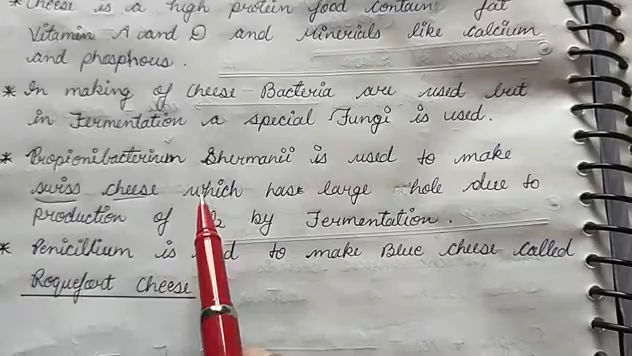 * Cheese is a high protein food contain fat
Vitamin A and D and Minerials like calcium
and phosphous.
* In making of Cheese Bacteria are used but
in Fermentation a special Fungi is used.
* Propionibacterium Shermanii is used to make
swiss cheese which has large hole due to
production of by Fermentation.
* Penicillium is to make Blue cheese called
Roquefort Cheese